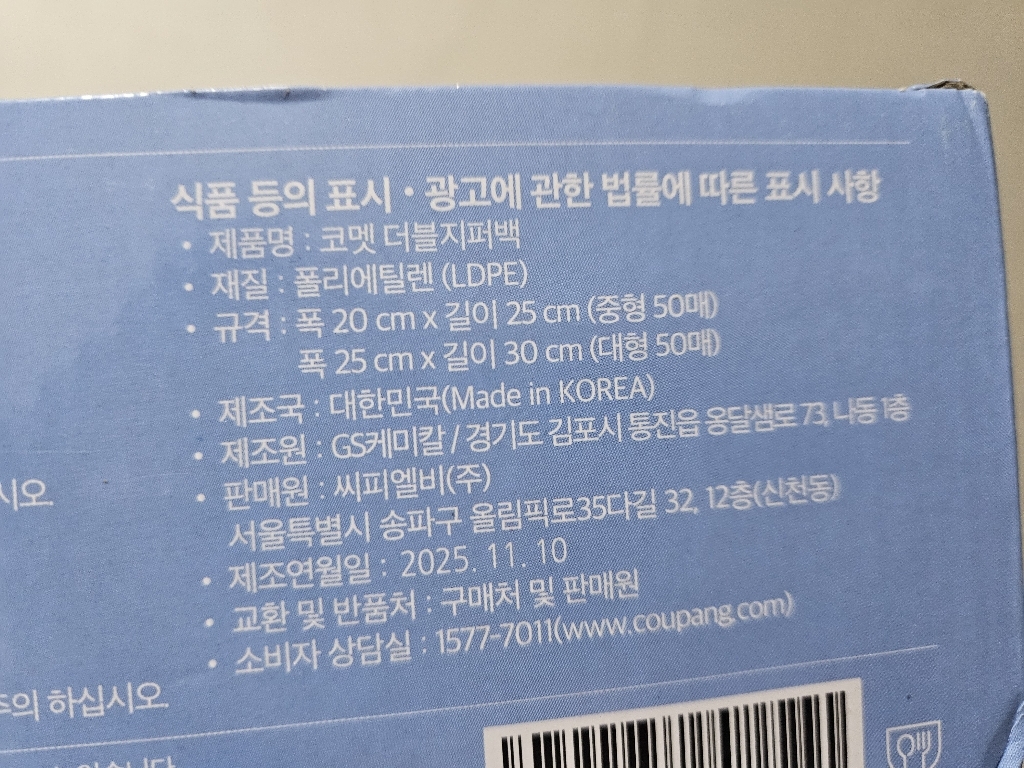 식품 등의 표시 • 광고에 관한 법률에 따른 표시 사항
• 제품명 : 코멧 더블지퍼백
• 재질 : 폴리에틸렌 (LDPE)
• 규격 : 폭 20 cm x 길이 25 cm (중형 50매)
폭 25 cm x 길이 30 cm (대형 50매)
• 제조국 : 대한민국(Made in KOREA)
• 제조원 : GS케미칼 / 경기도 김포시 통진읍 옹달샘로 73, 나동 1층
• 판매원 : 씨피엘비(주)
서울특별시 송파구 올림픽로35다길 32, 12층(신천동)
• 제조연월일 : 2025. 11. 10
• 교환 및 반품처 : 구매처 및 판매원
• 소비자 상담실 : 1577-7011(www.coupang.com)
시오
주의 하십시오.